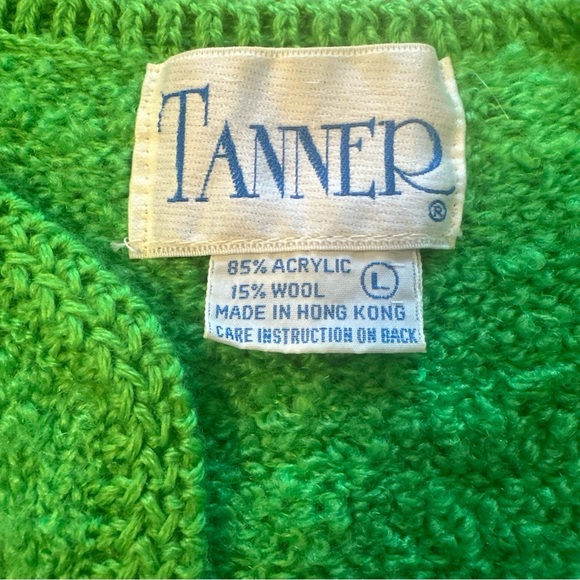 TANNER
®
85% ACRYLIC
15% WOOL
L
MADE IN HONG KONG
CARE INSTRUCTION ON BACK